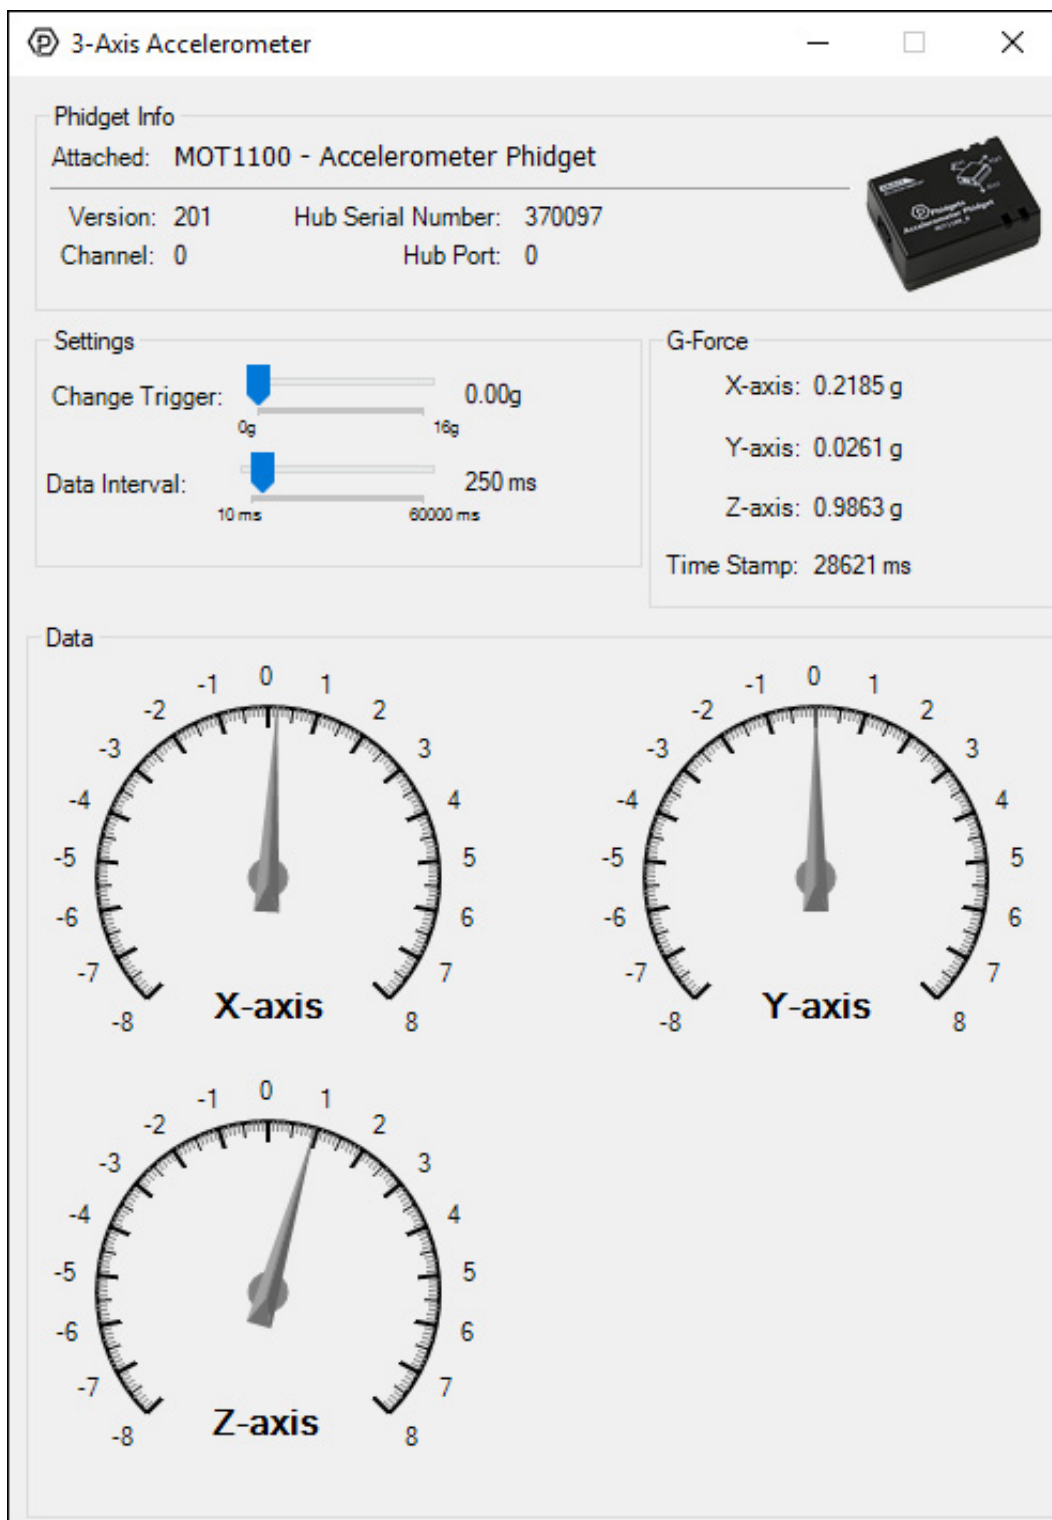 3-Axis Accelerometer
Phidget Info
Attached: MOT1100 - Accelerometer Phidget
Version: 201 Hub Serial Number: 370097
Channel: 0 Hub Port: 0
Phidgets
Accelerometer Phidget
MOT1100_0
Settings
Change Trigger: 0.00g
0g 16g
Data Interval: 250 ms
10 ms 60000 ms
G-Force
X-axis: 0.2185 g
Y-axis: 0.0261 g
Z-axis: 0.9863 g
Time Stamp: 28621 ms
Data
-8 -7 -6 -5 -4 -3 -2 -1 0 1 2 3 4 5 6 7 8
X-axis
-8 -7 -6 -5 -4 -3 -2 -1 0 1 2 3 4 5 6 7 8
Y-axis
-8 -7 -6 -5 -4 -3 -2 -1 0 1 2 3 4 5 6 7 8
Z-axis